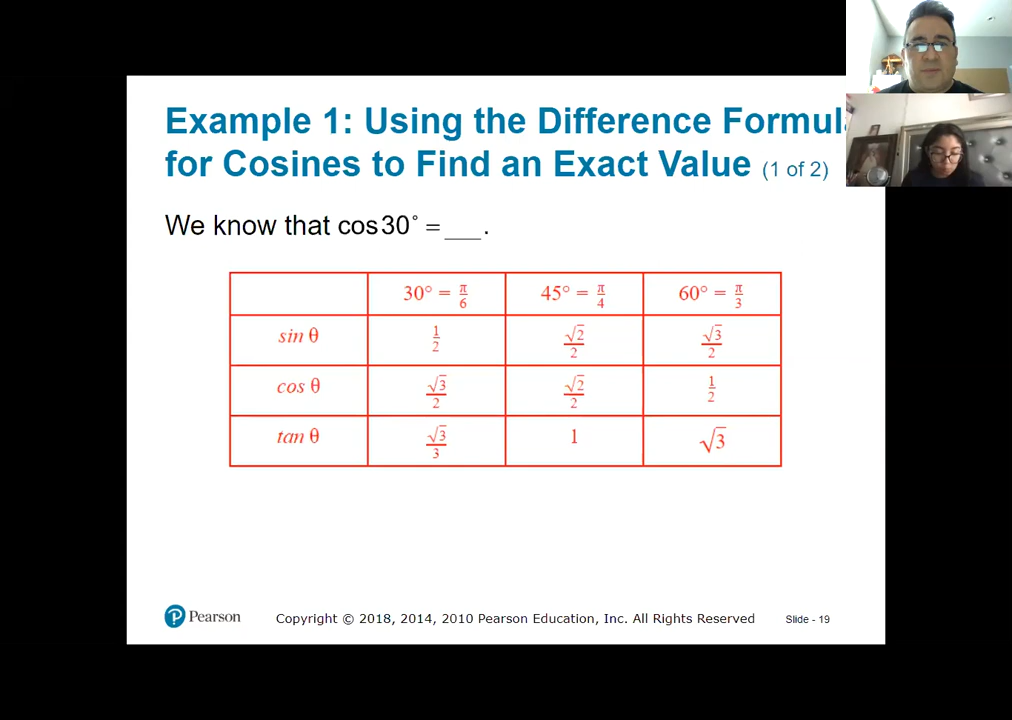 Example 1: Using the Difference Formul
for Cosines to Find an Exact Value (1 of 2)
We know that cos30° = ___.
30° = π/6 45° = π/4 60° = π/3
sin θ 1/2 √2/2 √3/2
cos θ √3/2 √2/2 1/2
tan θ √3/3 1 √3
P Pearson Copyright © 2018, 2014, 2010 Pearson Education, Inc. All Rights Reserved Slide - 19